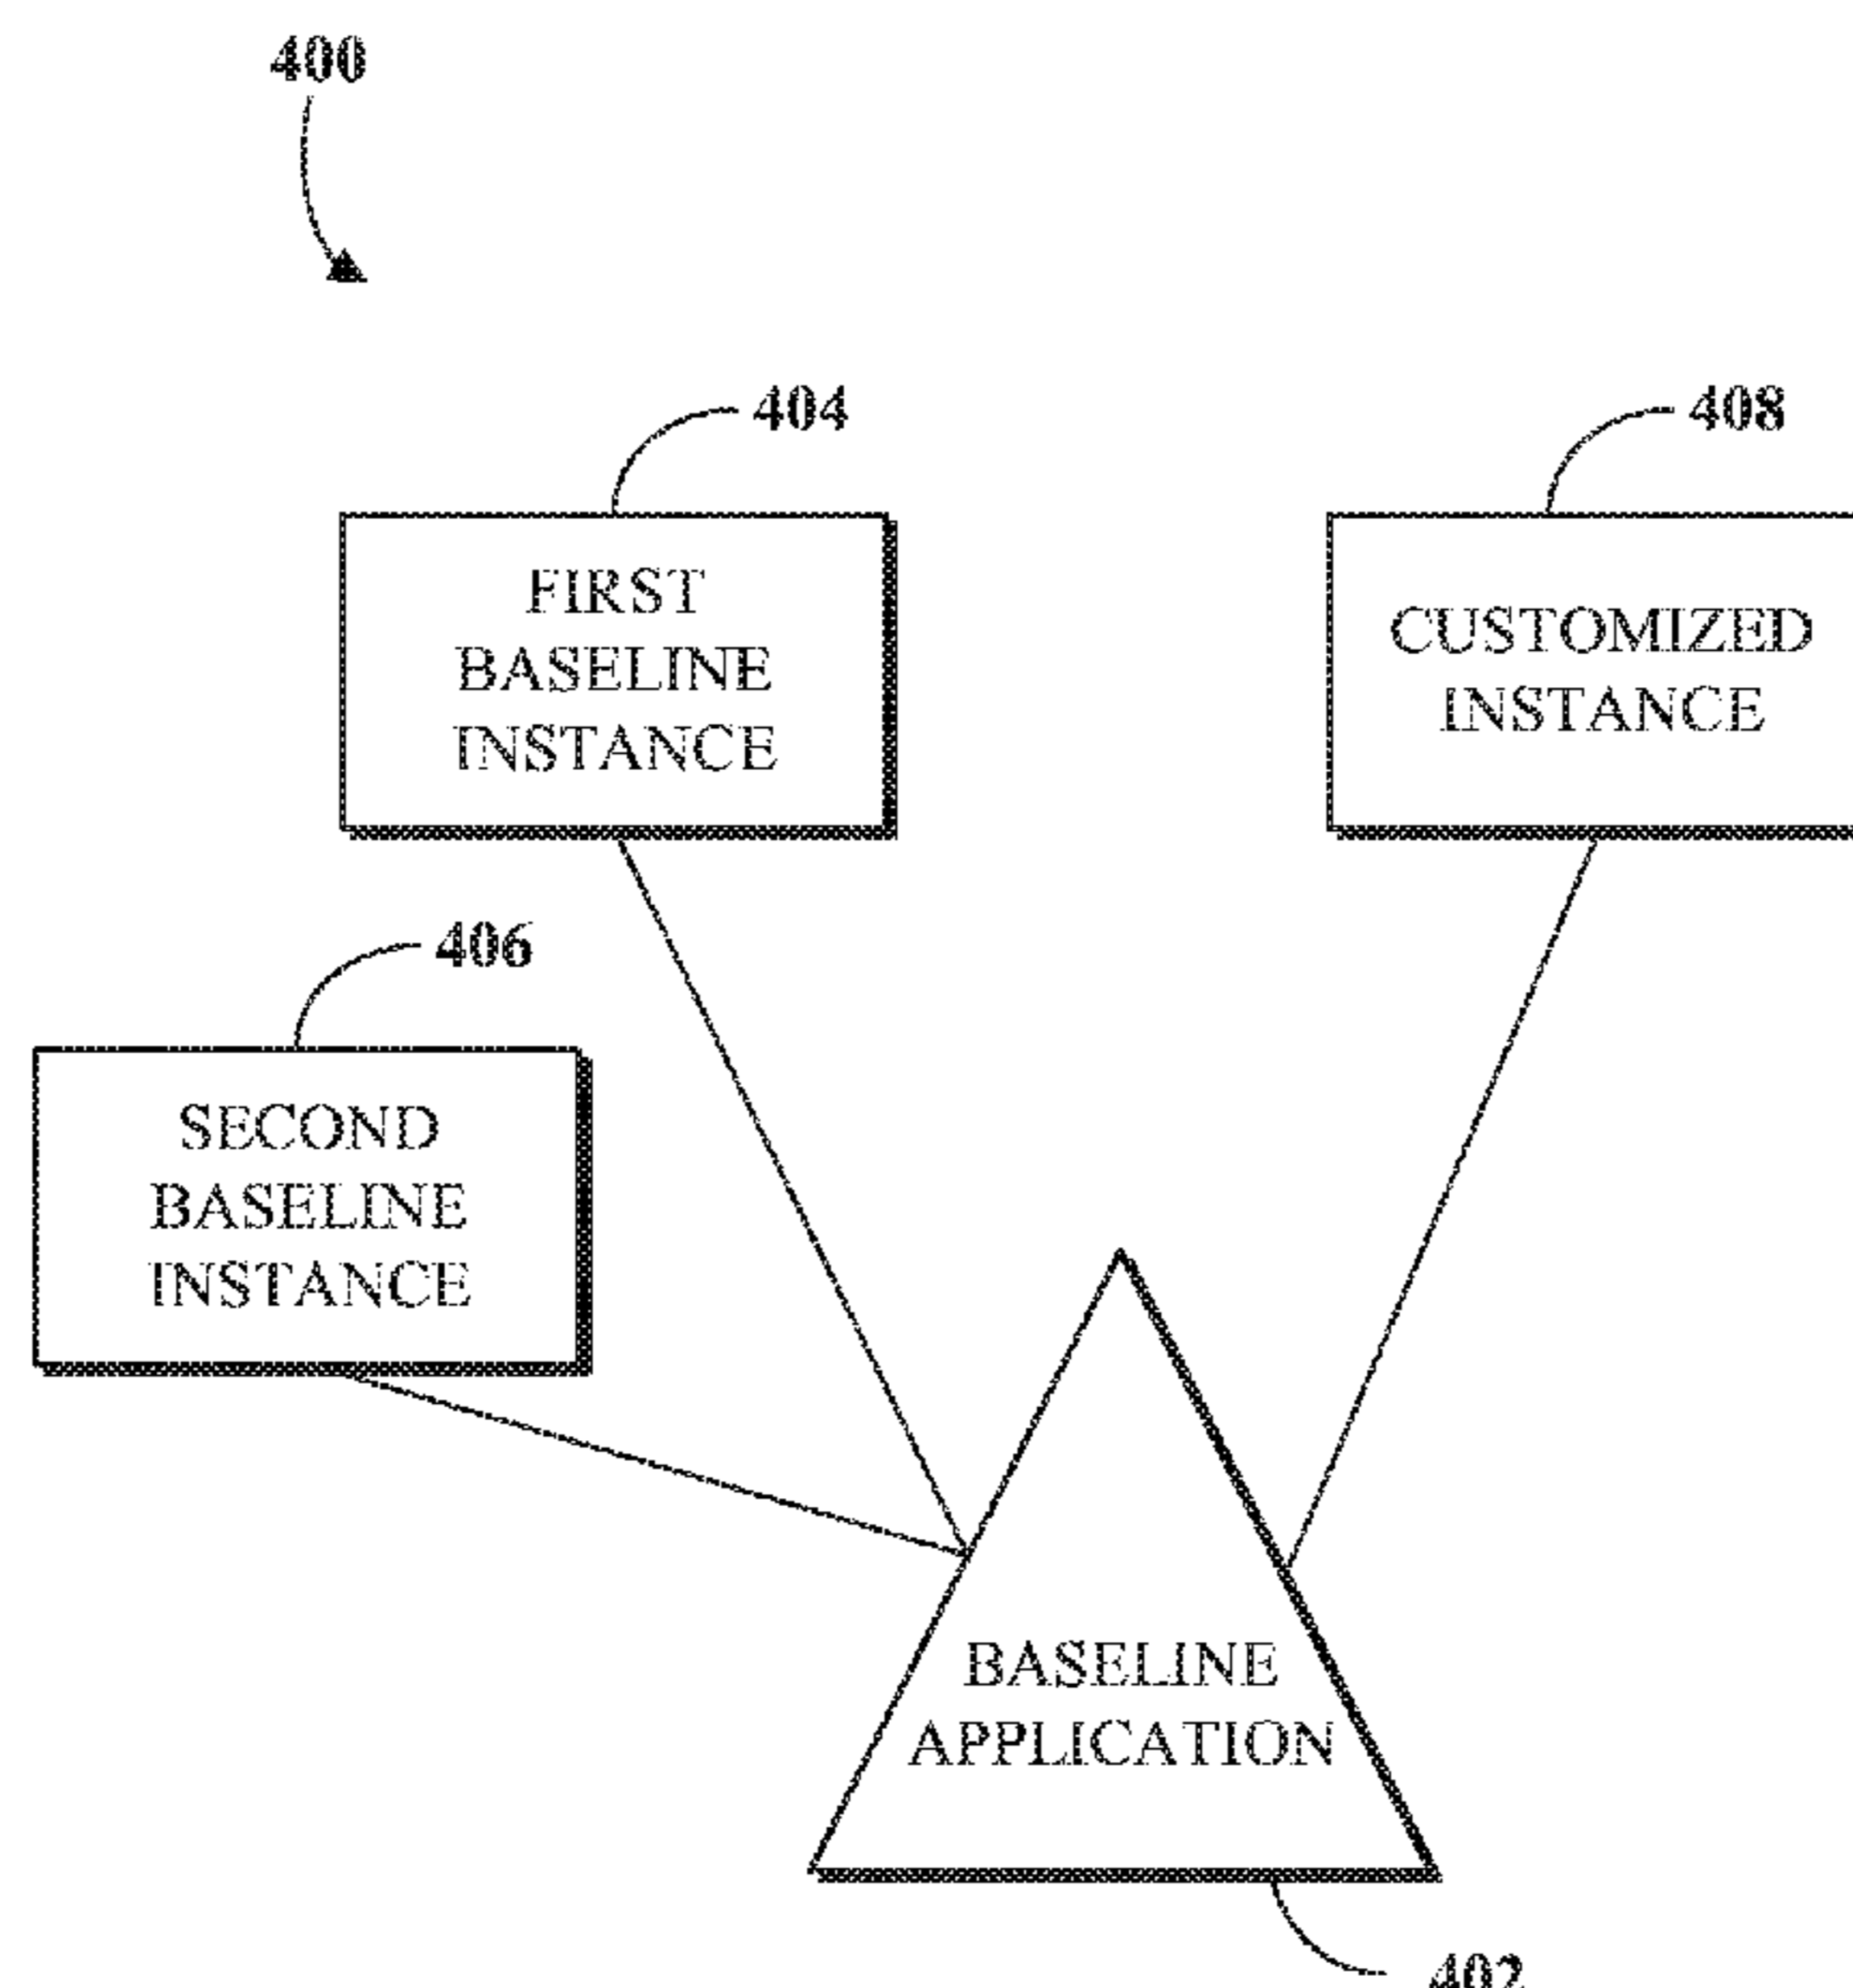 400
404
408
FIRST
BASELINE
INSTANCE
CUSTOMIZED
INSTANCE
406
SECOND
BASELINE
INSTANCE
BASELINE
APPLICATION
402